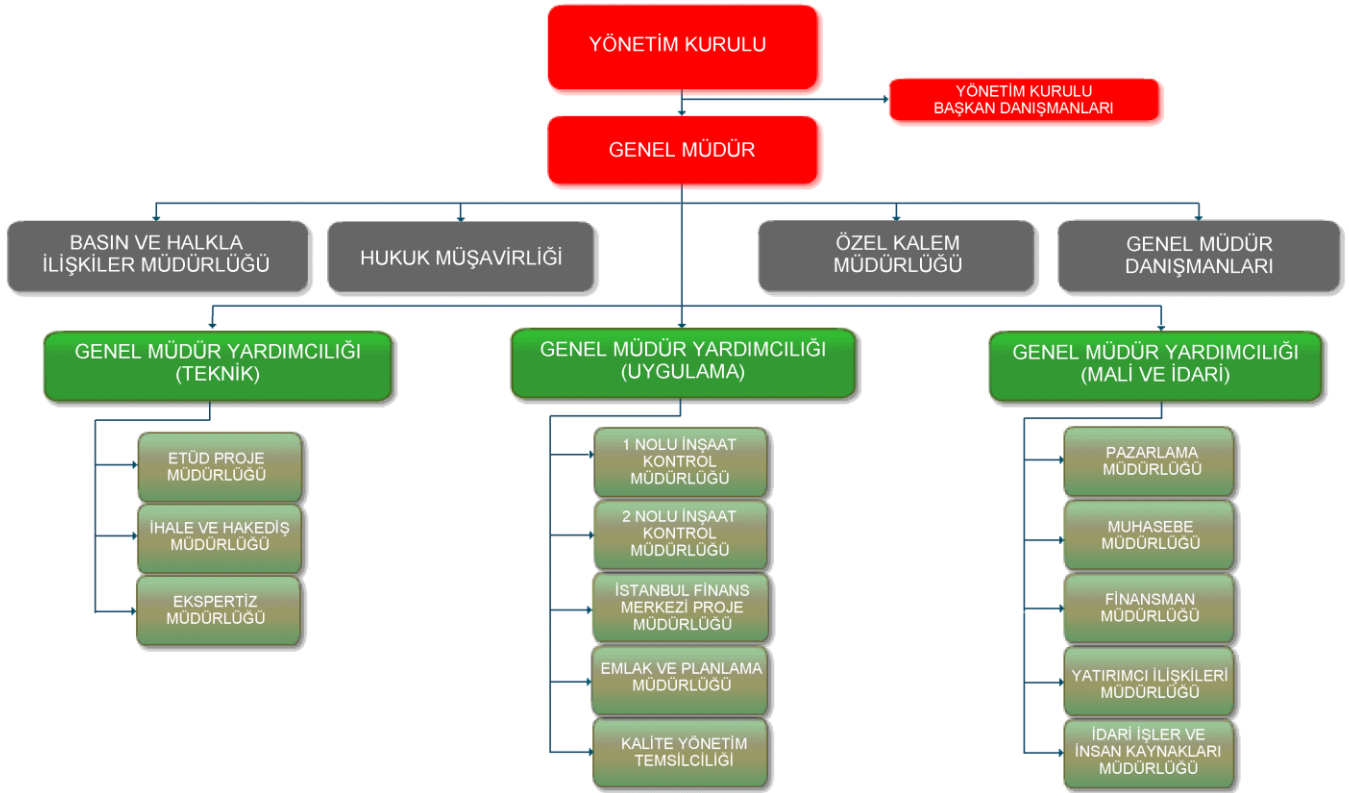 YÖNETİM KURULU
YÖNETİM KURULU
BAŞKAN DANIŞMANLARI
GENEL MÜDÜR
BASIN VE HALKLA
İLİŞKİLER MÜDÜRLÜĞÜ
HUKUK MÜŞAVİRLİĞİ
ÖZEL KALEM
MÜDÜRLÜĞÜ
GENEL MÜDÜR
DANIŞMANLARI
GENEL MÜDÜR YARDIMCILIĞI
(TEKNİK)
ETÜD PROJE
MÜDÜRLÜĞÜ
İHALE VE HAKEDİŞ
MÜDÜRLÜĞÜ
EKSPERTİZ
MÜDÜRLÜĞÜ
GENEL MÜDÜR YARDIMCILIĞI
(UYGULAMA)
1 NOLU İNŞAAT
KONTROL
MÜDÜRLÜĞÜ
2 NOLU İNŞAAT
KONTROL
MÜDÜRLÜĞÜ
İSTANBUL FİNANS
MERKEZİ PROJE
MÜDÜRLÜĞÜ
EMLAK VE PLANLAMA
MÜDÜRLÜĞÜ
KALİTE YÖNETİM
TEMSİLCİLİĞİ
GENEL MÜDÜR YARDIMCILIĞI
(MALİ VE İDARİ)
PAZARLAMA
MÜDÜRLÜĞÜ
MUHASEBE
MÜDÜRLÜĞÜ
FİNANSMAN
MÜDÜRLÜĞÜ
YATIRIMCI İLİŞKİLERİ
MÜDÜRLÜĞÜ
İDARİ İŞLER VE
İNSAN KAYNAKLARI
MÜDÜRLÜĞÜ